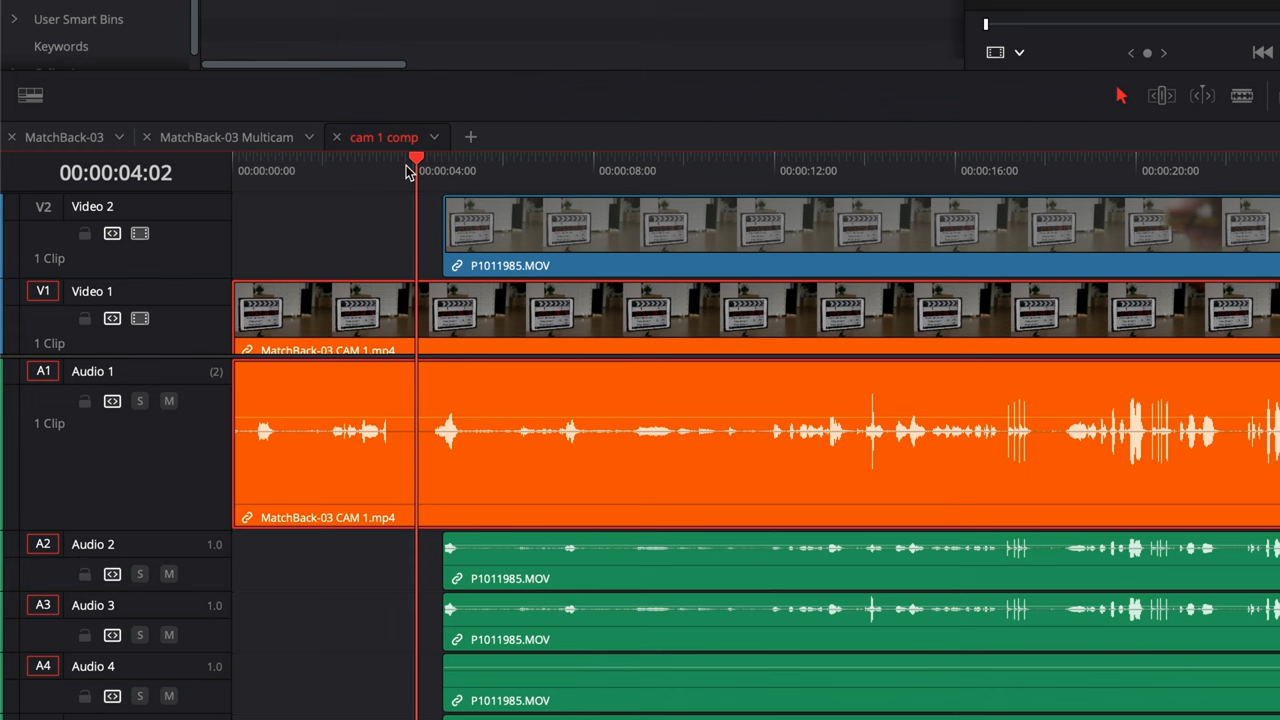 User Smart Bins
Keywords
MatchBack-03
MatchBack-03 Multicam
cam 1 comp
00:00:04:02
00:00:00:00
00:00:04:00
00:00:08:00
00:00:12:00
00:00:16:00
00:00:20:00
V2 Video 2
1 Clip
P1011985.MOV
V1 Video 1
1 Clip
MatchBack-03 CAM 1.mp4
A1 Audio 1 (2)
S M
1 Clip
MatchBack-03 CAM 1.mp4
A2 Audio 2 1.0
S M
P1011985.MOV
A3 Audio 3 1.0
S M
P1011985.MOV
A4 Audio 4 1.0
S M
P1011985.MOV